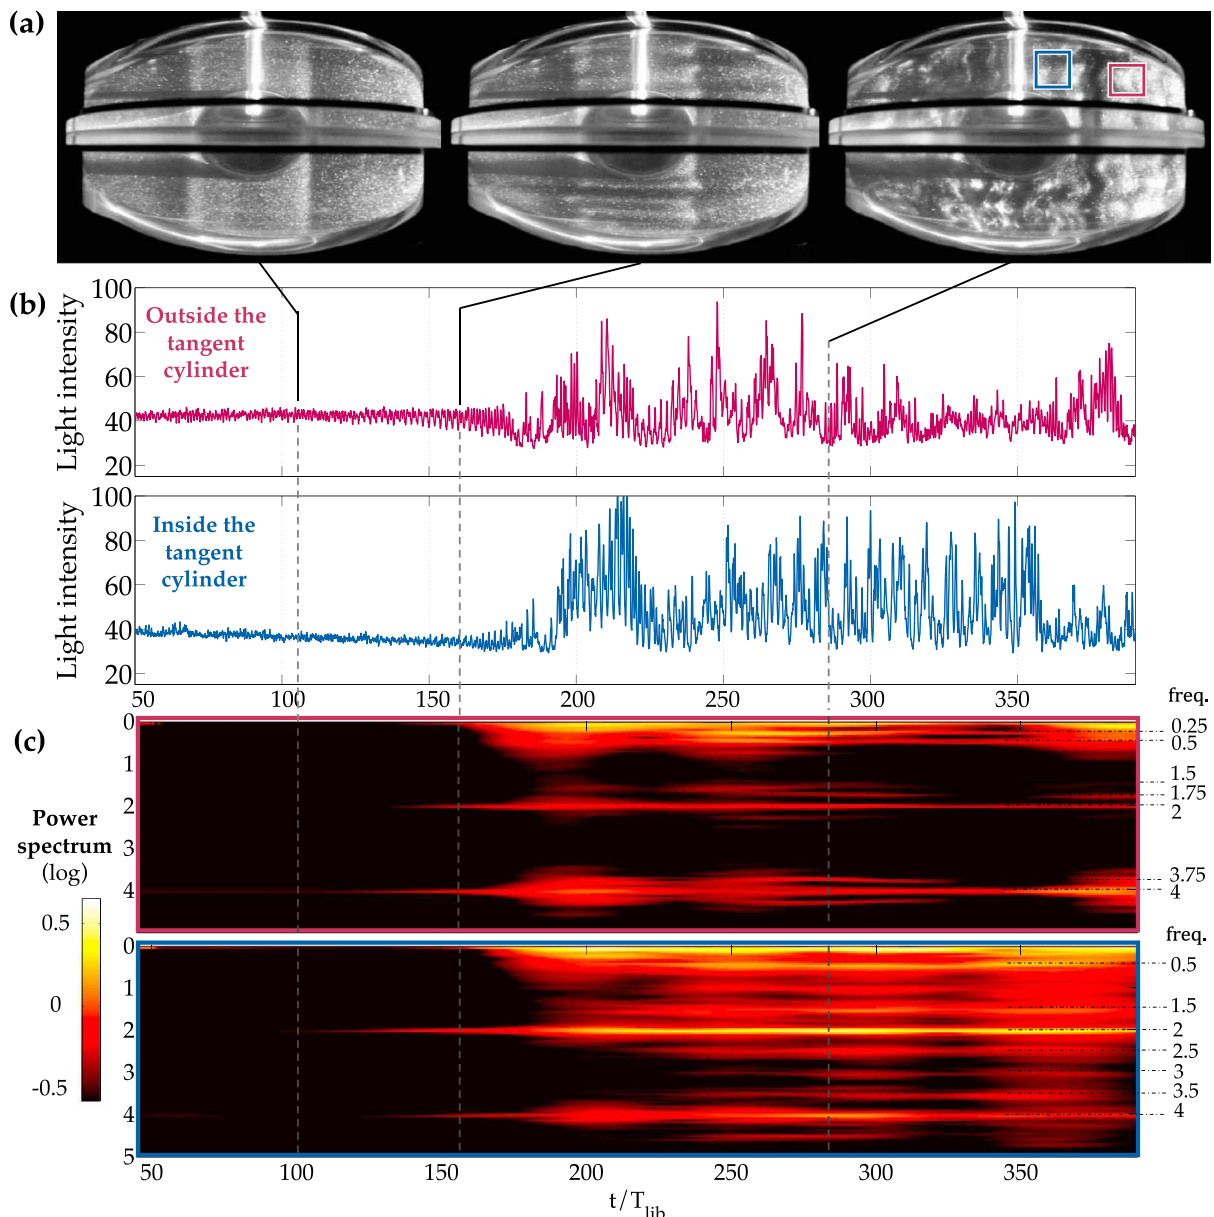 (a)
(b)
100
80
60
40
20
Light intensity
Outside the
tangent
cylinder
100
80
60
40
20
Light intensity
Inside the
tangent
cylinder
50 100 150 200 250 300 350
freq.
(c)
0
1
2
3
4
0.25
0.5
1.5
1.75
2
3.75
4
Power
spectrum
(log)
0.5
0
-0.5
freq.
0
1
2
3
4
5
0.5
1.5
2
2.5
3
3.5
4
50 100 150 200 250 300 350
t/T_lib